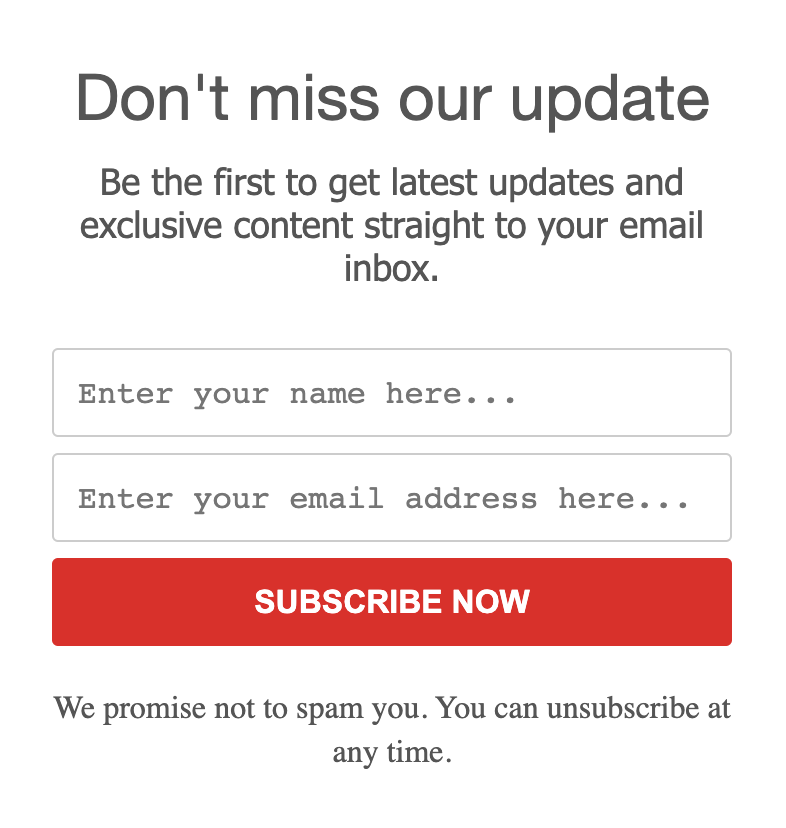 Don't miss our update
Be the first to get latest updates and
exclusive content straight to your email
inbox.
Enter your name here...
Enter your email address here...
SUBSCRIBE NOW
We promise not to spam you. You can unsubscribe at
any time.